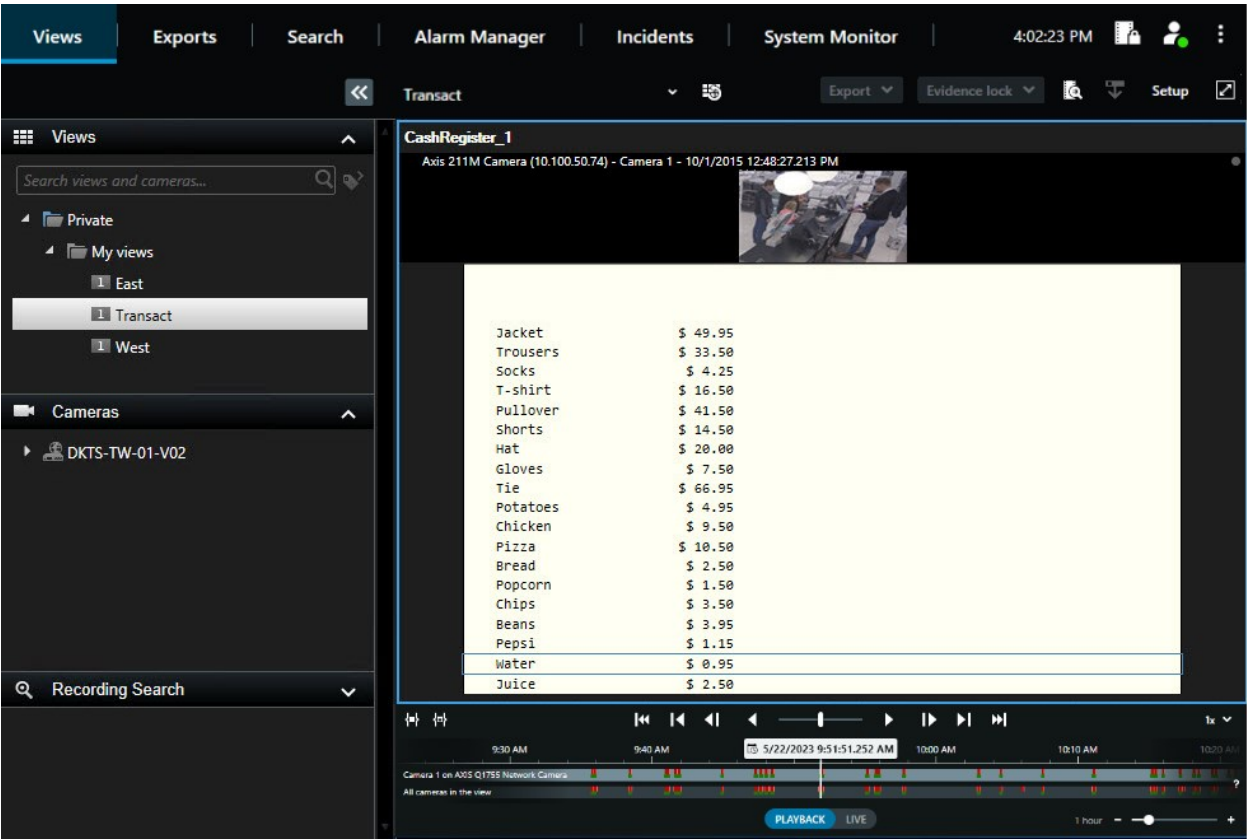 Views Exports Search Alarm Manager Incidents System Monitor 4:02:23 PM
Transact Export Evidence lock Setup
Views
Search views and cameras...
Private
My views
1 East
1 Transact
1 West
Cameras
DKTS-TW-01-V02
Recording Search
CashRegister_1
Axis 211M Camera (10.100.50.74) - Camera 1 - 10/1/2015 12:48:27.213 PM
Jacket $ 49.95
Trousers $ 33.50
Socks $ 4.25
T-shirt $ 16.50
Pullover $ 41.50
Shorts $ 14.50
Hat $ 20.00
Gloves $ 7.50
Tie $ 66.95
Potatoes $ 4.95
Chicken $ 9.50
Pizza $ 10.50
Bread $ 2.50
Popcorn $ 1.50
Chips $ 3.50
Beans $ 3.95
Pepsi $ 1.15
Water $ 0.95
Juice $ 2.50
1x
9:30 AM 9:40 AM 5/22/2023 9:51:51.252 AM 10:00 AM 10:10 AM 10:20 AM
Camera 1 on AXIS Q1755 Network Camera
All cameras in the view ?
PLAYBACK LIVE 1 hour - +